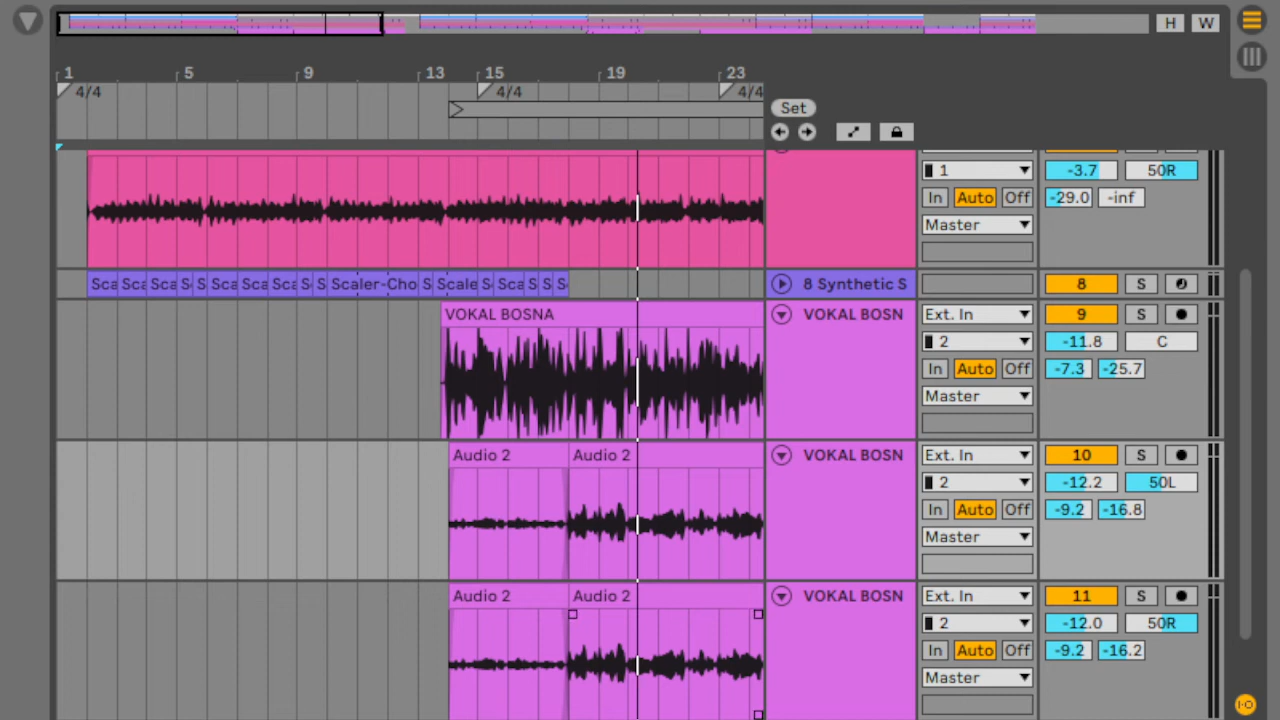 H W
1 5 9 13 15 19 23
4/4 4/4 4/4
Set
1 -3.7 50R
In Auto Off -29.0 -inf
Master
Sca Sca Sca S S Sca Sca Sca S S Scaler-Cho S Scale S Sca S S S 8 Synthetic S 8 S
VOKAL BOSNA VOKAL BOSN Ext. In 9 S
2 -11.8 C
In Auto Off -7.3 -25.7
Master
Audio 2 Audio 2 VOKAL BOSN Ext. In 10 S
2 -12.2 50L
In Auto Off -9.2 -16.8
Master
Audio 2 Audio 2 VOKAL BOSN Ext. In 11 S
2 -12.0 50R
In Auto Off -9.2 -16.2
Master